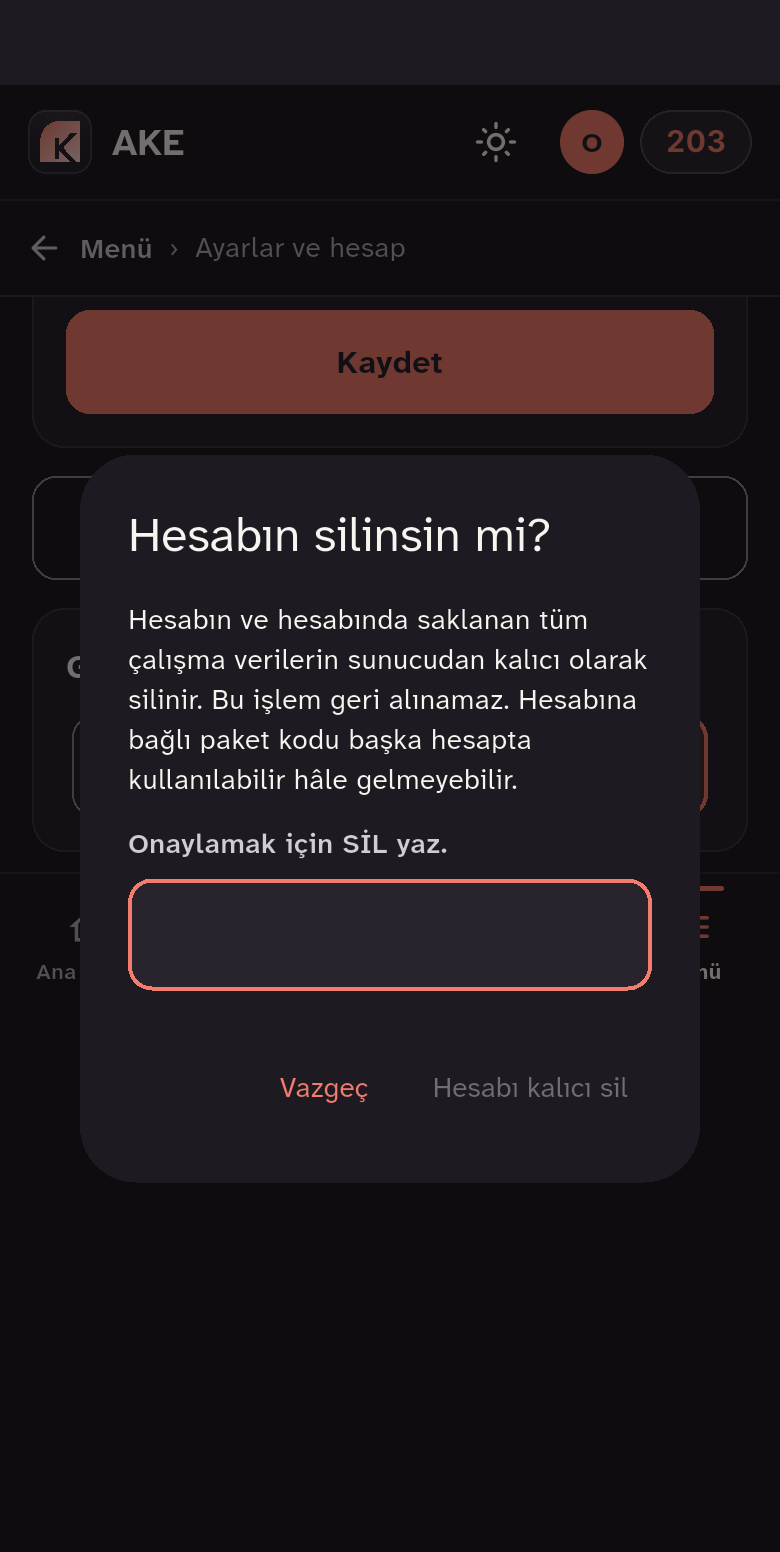 AKE
O
203
Menü › Ayarlar ve hesap
Kaydet
Hesabın silinsin mi?
Hesabın ve hesabında saklanan tüm
çalışma verilerin sunucudan kalıcı olarak
silinir. Bu işlem geri alınamaz. Hesabına
bağlı paket kodu başka hesapta
kullanılabilir hâle gelmeyebilir.
Onaylamak için SİL yaz.
Ana
Vazgeç
Hesabı kalıcı sil